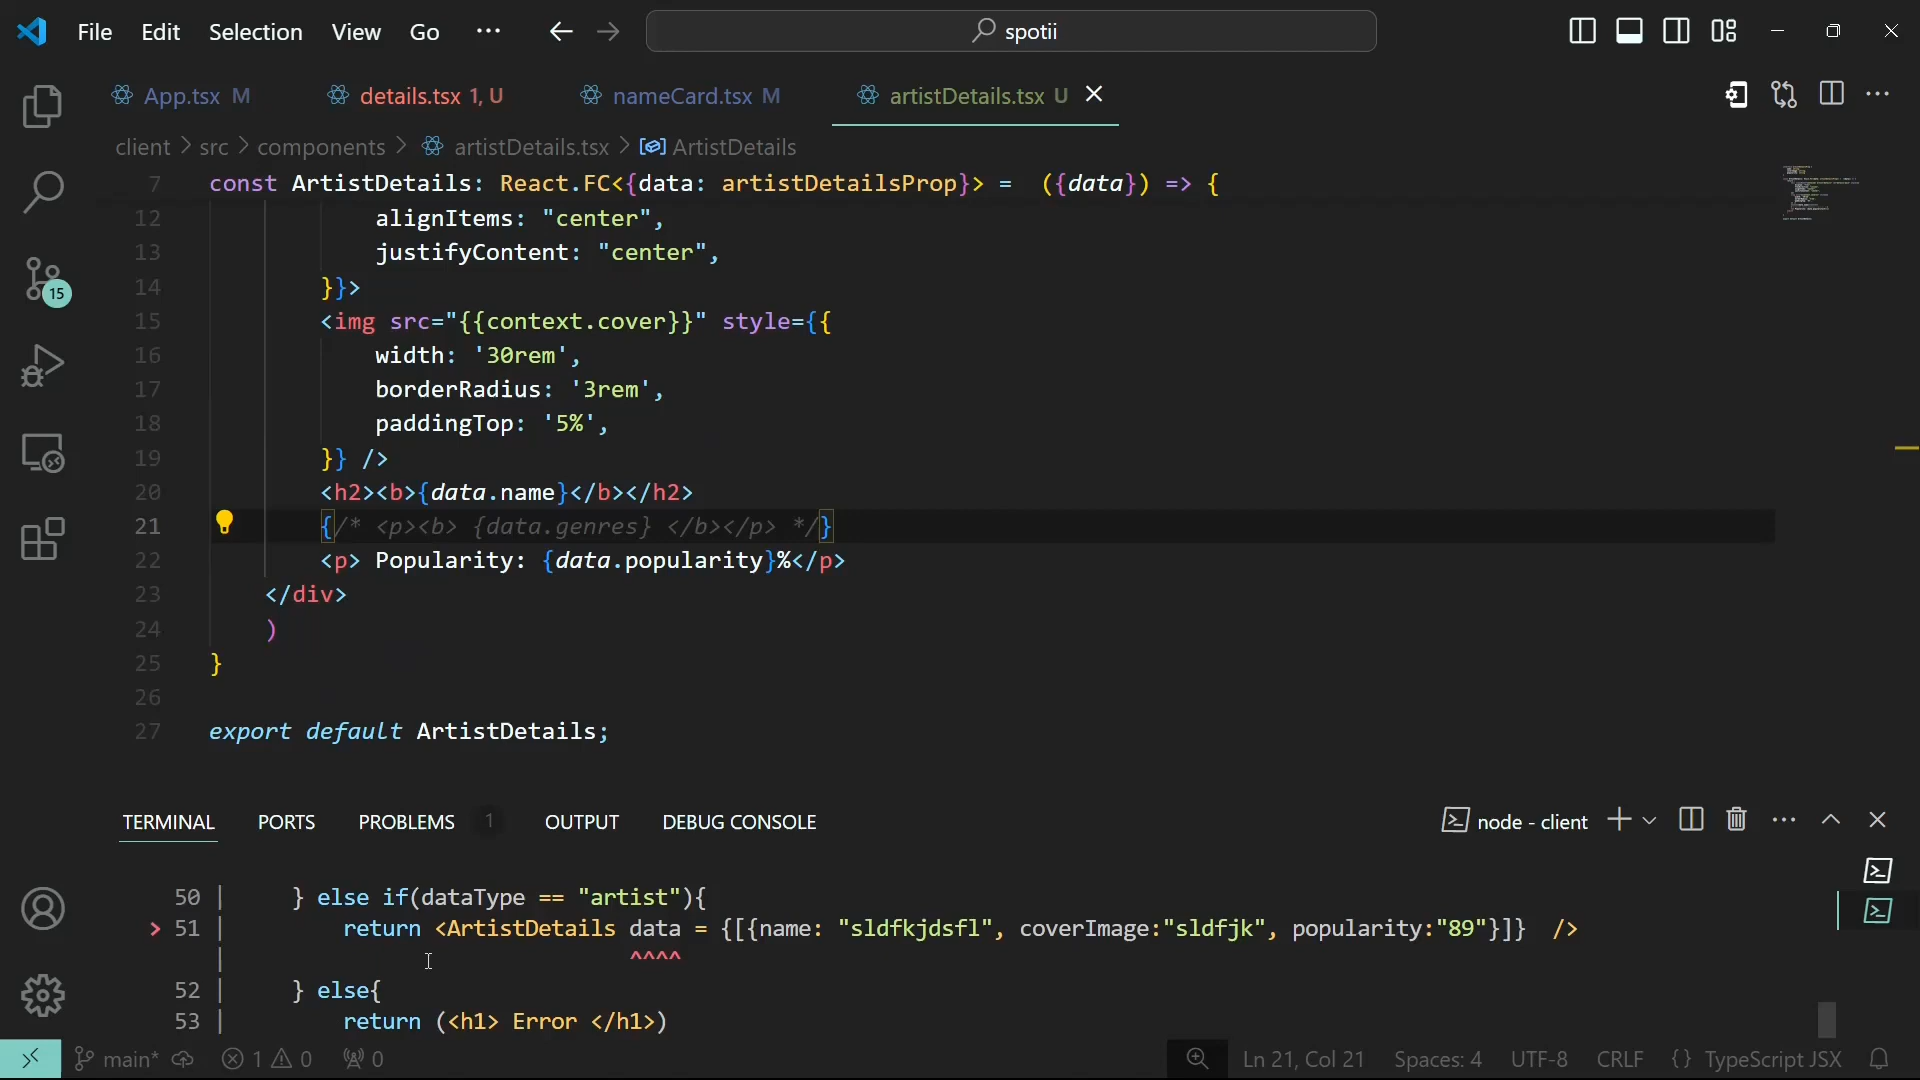 File Edit Selection View Go ··· spotii
App.tsx M details.tsx 1, U nameCard.tsx M artistDetails.tsx U
client > src > components > artistDetails.tsx > ArtistDetails
7 const ArtistDetails: React.FC<{data: artistDetailsProp}> = ({data}) => {
12 alignItems: "center",
13 justifyContent: "center",
14 }}>
15 <img src="{{context.cover}}" style={{
16 width: '30rem',
17 borderRadius: '3rem',
18 paddingTop: '5%',
19 }} />
20 <h2><b>{data.name}</b></h2>
21 {/* <p><b> {data.genres} </b></p> */}
22 <p> Popularity: {data.popularity}%</p>
23 </div>
24 )
25 }
26
27 export default ArtistDetails;
15
TERMINAL PORTS PROBLEMS 1 OUTPUT DEBUG CONSOLE node - client
50 | } else if(dataType == "artist"){
> 51 | return <ArtistDetails data = {[{name: "sldfkjdsfl", coverImage:"sldfjk", popularity:"89"}]} />
| ^^^^
52 | } else{
53 | return (<h1> Error </h1>)
main* 1 0 0 Ln 21, Col 21 Spaces: 4 UTF-8 CRLF {} TypeScript JSX